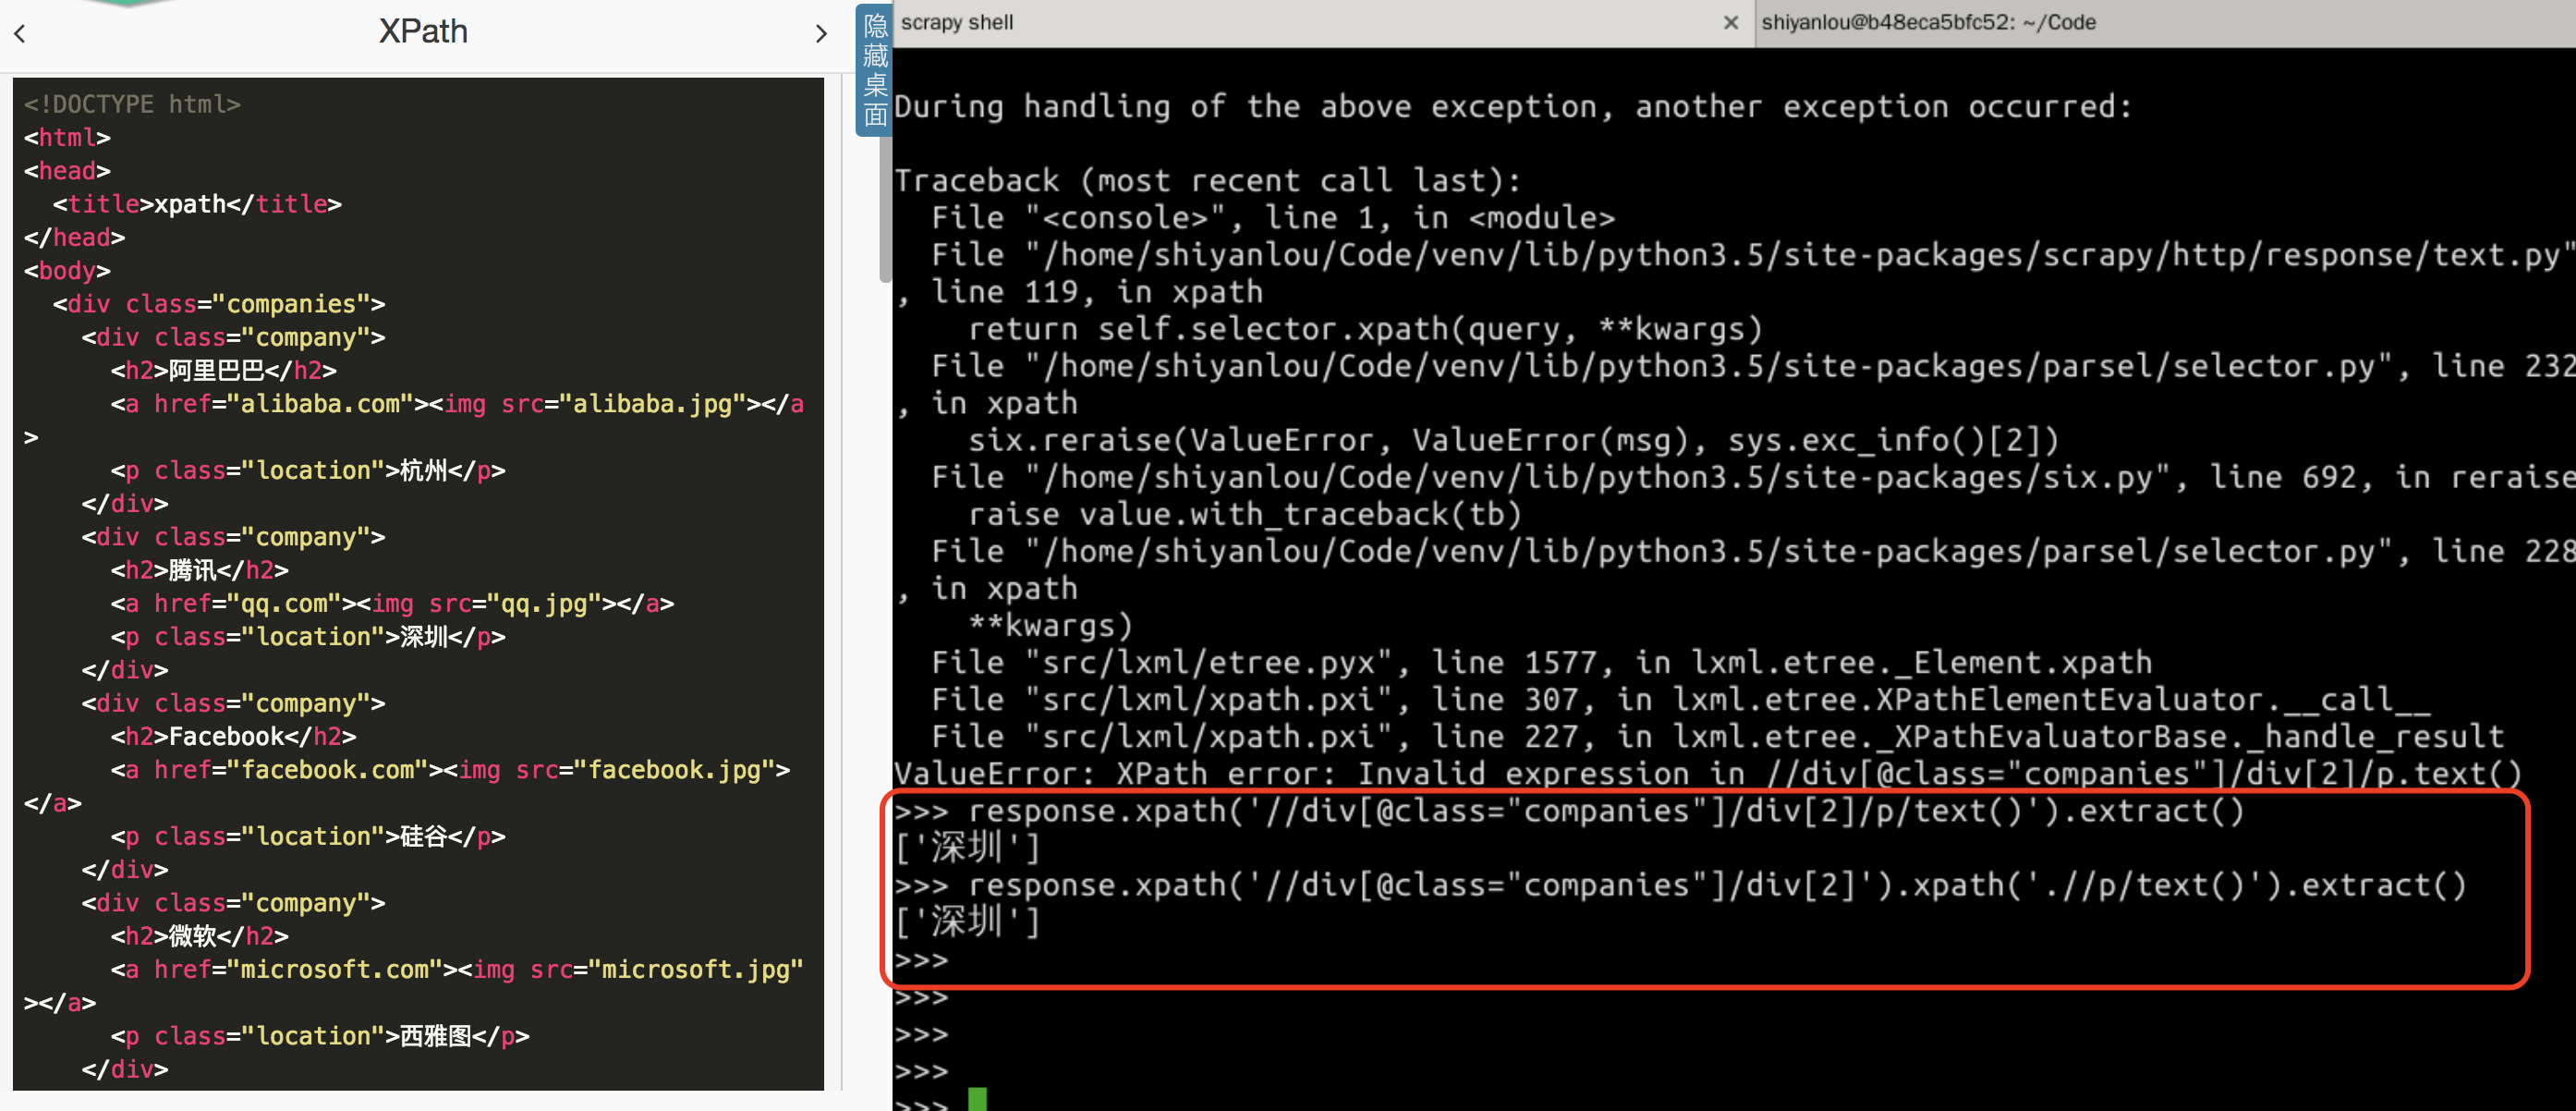 XPath
<!DOCTYPE html>
<html>
<head>
  <title>xpath</title>
</head>
<body>
  <div class="companies">
    <div class="company">
      <h2>阿里巴巴</h2>
      <a href="alibaba.com"><img src="alibaba.jpg"></a
>
      <p class="location">杭州</p>
    </div>
    <div class="company">
      <h2>腾讯</h2>
      <a href="qq.com"><img src="qq.jpg"></a>
      <p class="location">深圳</p>
    </div>
    <div class="company">
      <h2>Facebook</h2>
      <a href="facebook.com"><img src="facebook.jpg">
</a>
      <p class="location">硅谷</p>
    </div>
    <div class="company">
      <h2>微软</h2>
      <a href="microsoft.com"><img src="microsoft.jpg"
></a>
      <p class="location">西雅图</p>
    </div>
隐藏桌面
scrapy shell
shiyanlou@b48eca5bfc52: ~/Code
During handling of the above exception, another exception occurred:
Traceback (most recent call last):
  File "<console>", line 1, in <module>
  File "/home/shiyanlou/Code/venv/lib/python3.5/site-packages/scrapy/http/response/text.py"
, line 119, in xpath
    return self.selector.xpath(query, **kwargs)
  File "/home/shiyanlou/Code/venv/lib/python3.5/site-packages/parsel/selector.py", line 232
, in xpath
    six.reraise(ValueError, ValueError(msg), sys.exc_info()[2])
  File "/home/shiyanlou/Code/venv/lib/python3.5/site-packages/six.py", line 692, in reraise
    raise value.with_traceback(tb)
  File "/home/shiyanlou/Code/venv/lib/python3.5/site-packages/parsel/selector.py", line 228
, in xpath
    **kwargs)
  File "src/lxml/etree.pyx", line 1577, in lxml.etree._Element.xpath
  File "src/lxml/xpath.pxi", line 307, in lxml.etree.XPathElementEvaluator.__call__
  File "src/lxml/xpath.pxi", line 227, in lxml.etree._XPathEvaluatorBase._handle_result
ValueError: XPath error: Invalid expression in //div[@class="companies"]/div[2]/p.text()
>>> response.xpath('//div[@class="companies"]/div[2]/p/text()').extract()
['深圳']
>>> response.xpath('//div[@class="companies"]/div[2]').xpath('.//p/text()').extract()
['深圳']
>>>
>>>
>>>
>>>
>>>